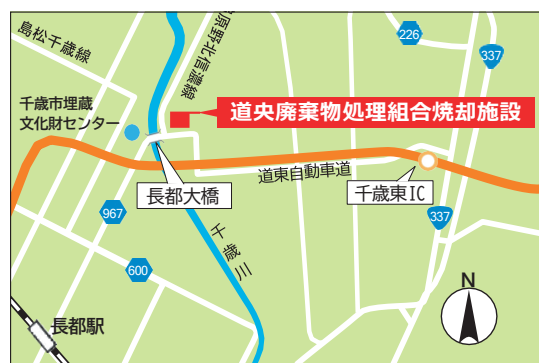 島松千歳線
原野北信濃線
226
337
千歳市埋蔵
文化財センター
道央廃棄物処理組合焼却施設
道東自動車道
長都大橋
千歳東IC
967
337
千歳川
600
N
長都駅